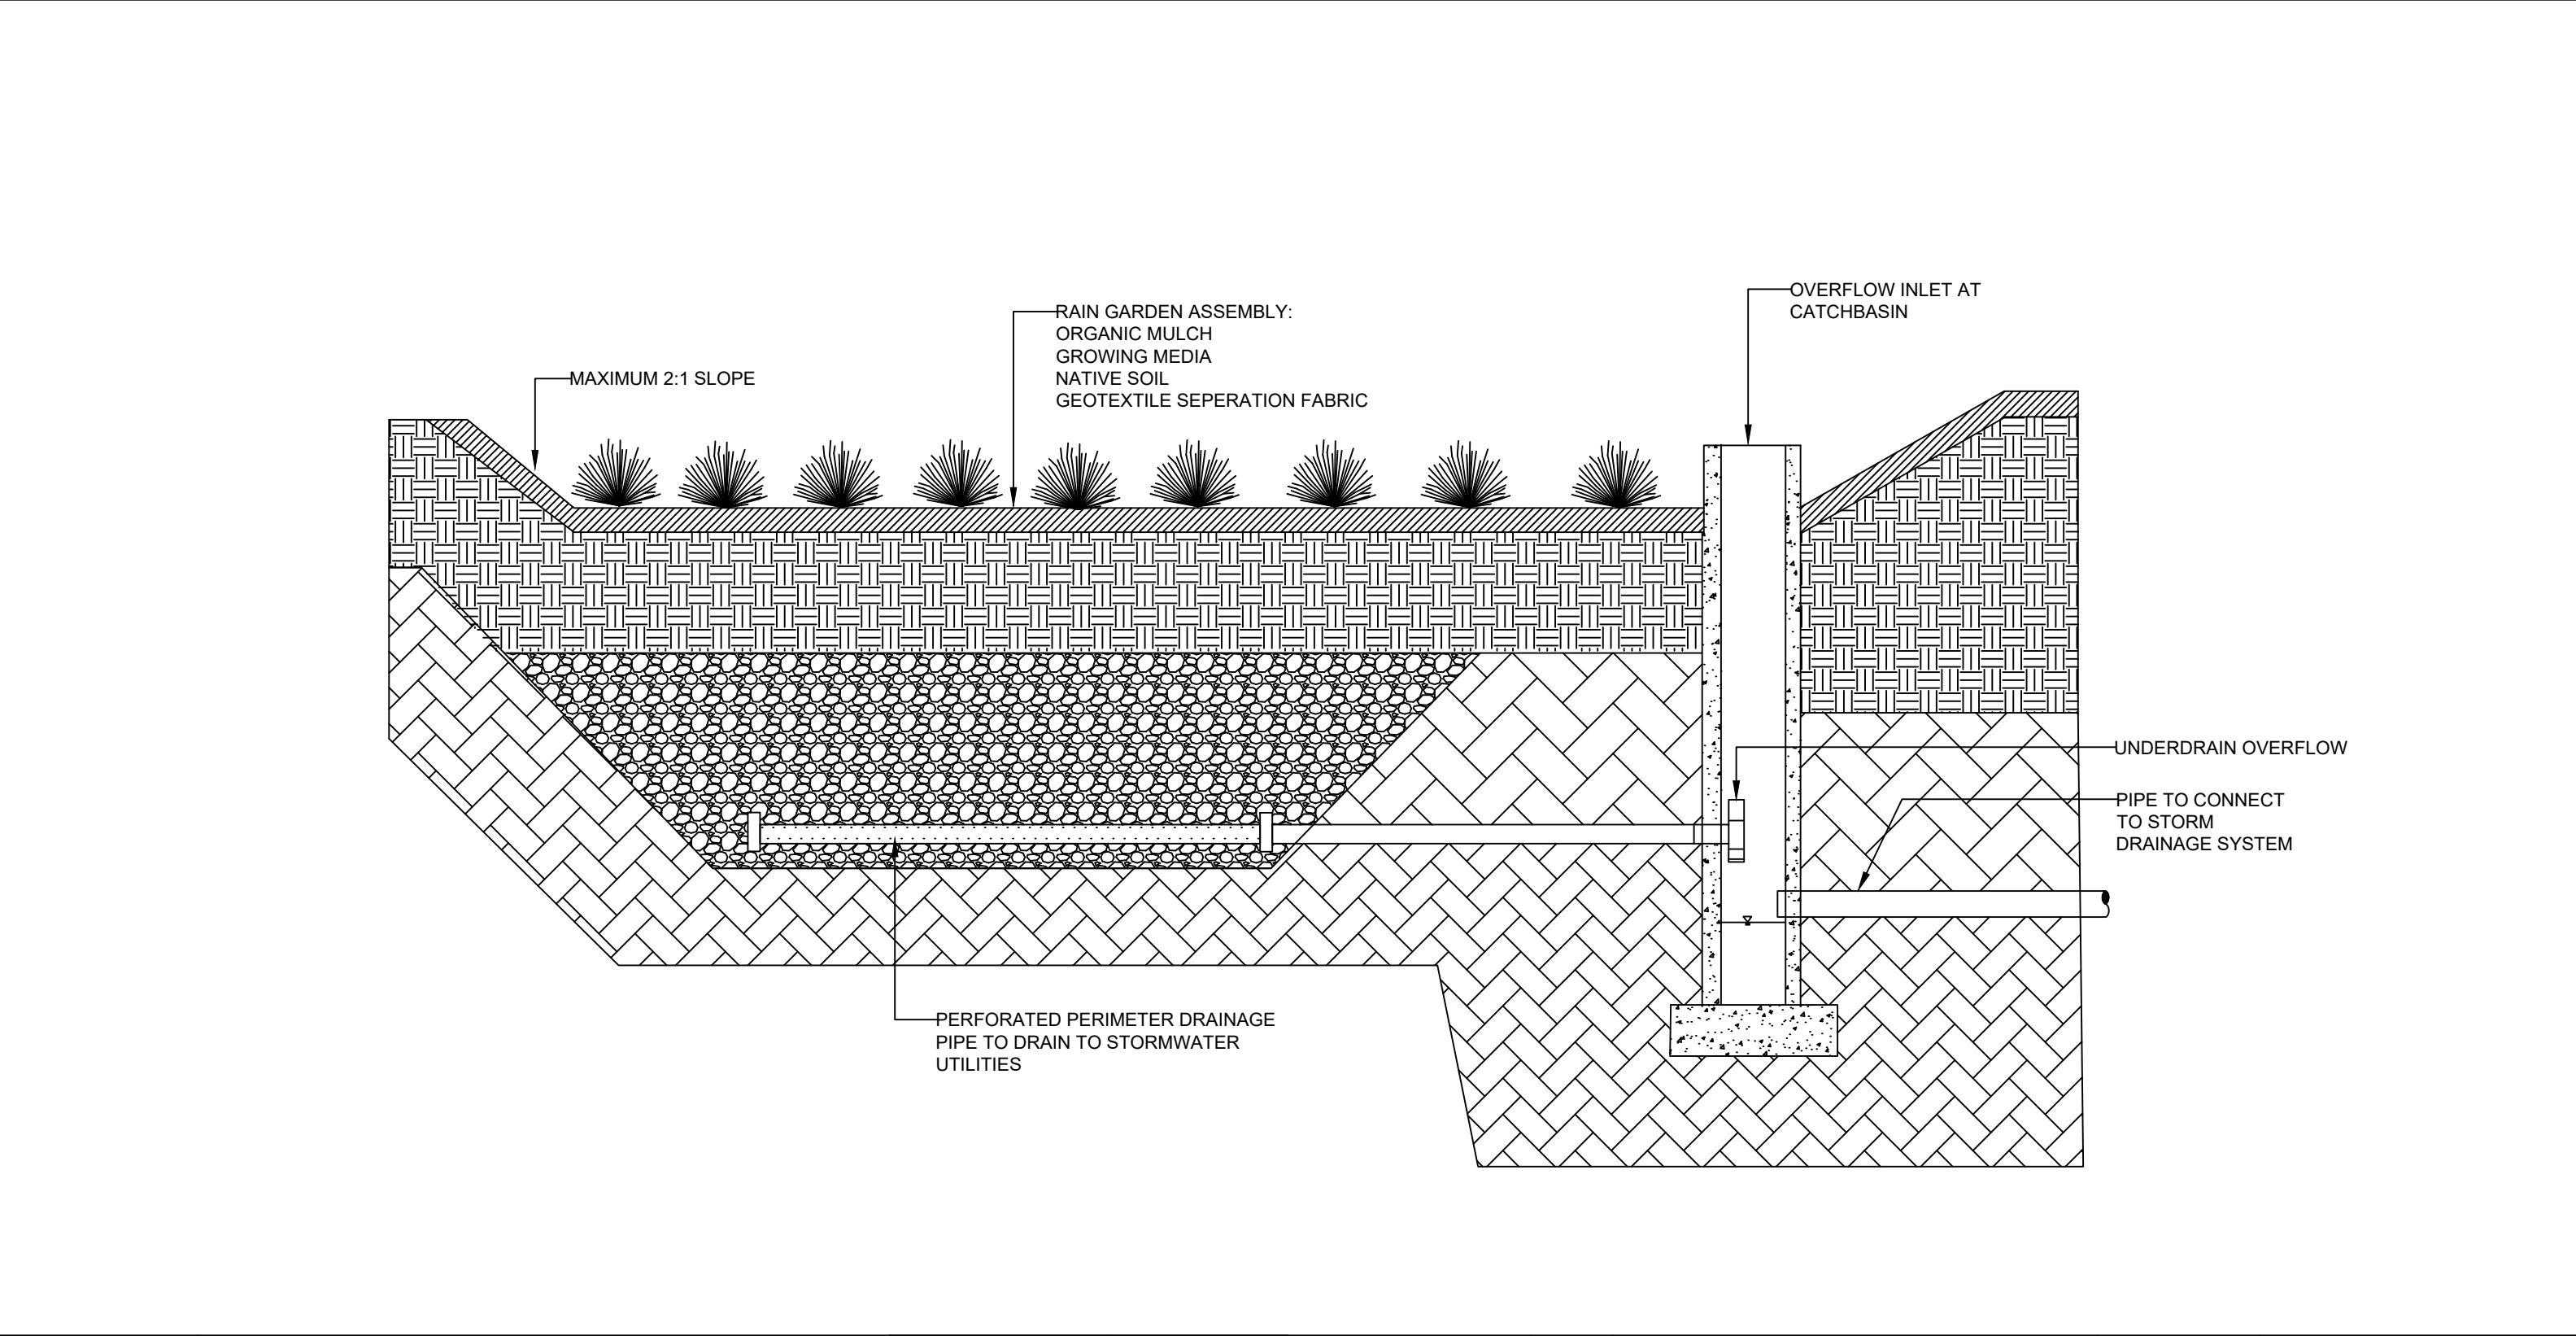 OVERFLOW INLET AT
CATCHBASIN
RAIN GARDEN ASSEMBLY:
ORGANIC MULCH
GROWING MEDIA
NATIVE SOIL
GEOTEXTILE SEPERATION FABRIC
MAXIMUM 2:1 SLOPE
UNDERDRAIN OVERFLOW
PIPE TO CONNECT
TO STORM
DRAINAGE SYSTEM
PERFORATED PERIMETER DRAINAGE
PIPE TO DRAIN TO STORMWATER
UTILITIES